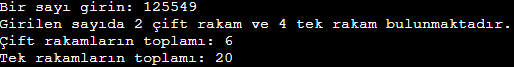 Bir sayı girin: 125549
Girilen sayıda 2 çift rakam ve 4 tek rakam bulunmaktadır.
Çift rakamların toplamı: 6
Tek rakamların toplamı: 20